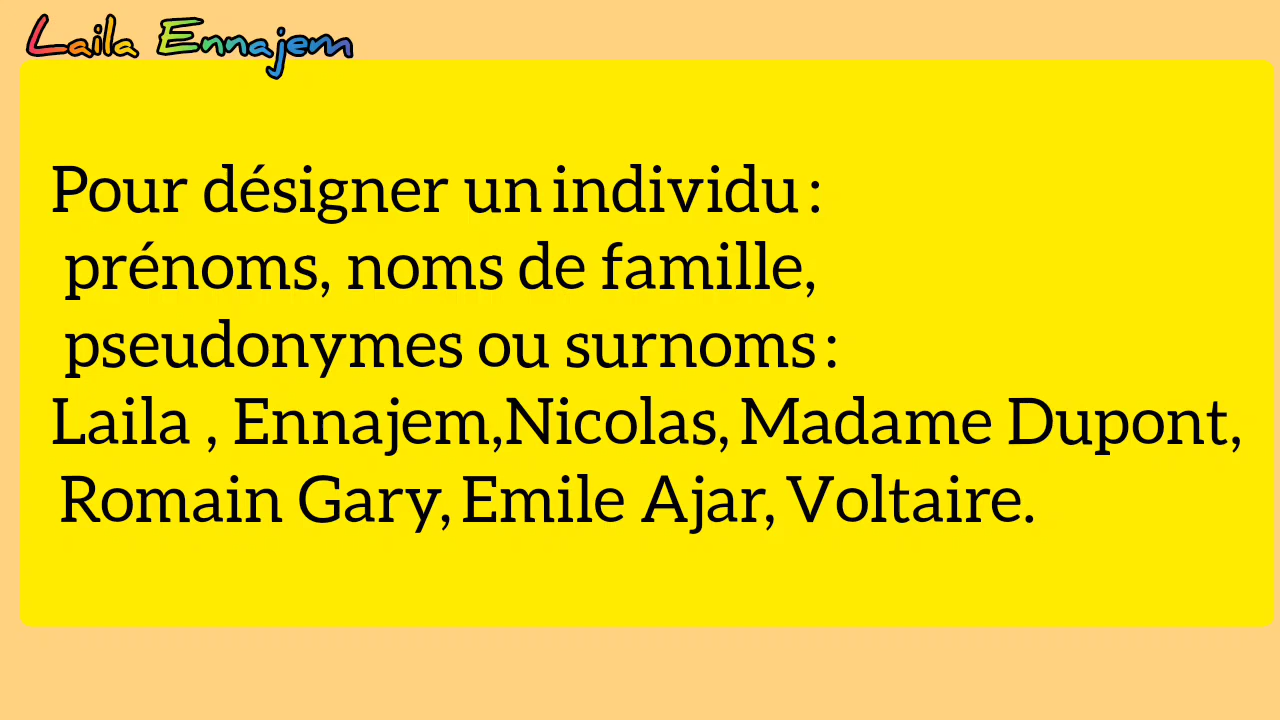 Laila Ennajem
Pour désigner un individu :
prénoms, noms de famille,
pseudonymes ou surnoms :
Laila , Ennajem,Nicolas, Madame Dupont,
Romain Gary, Emile Ajar, Voltaire.